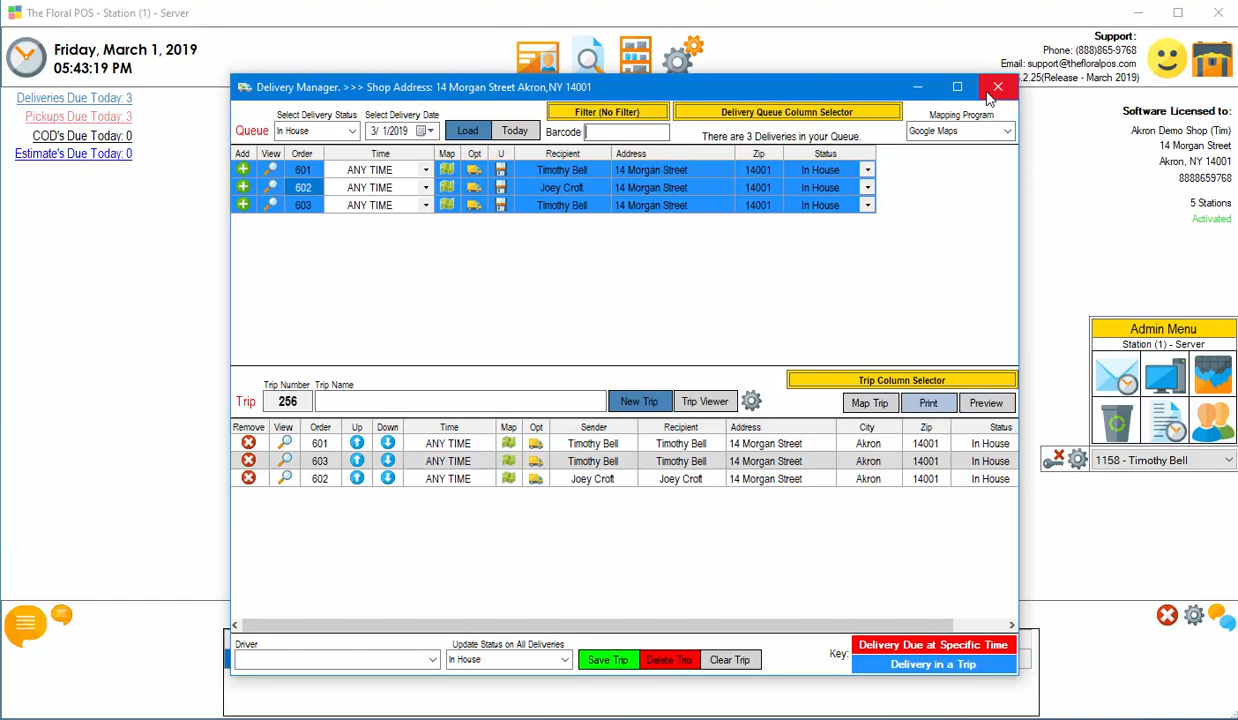 The Floral POS - Station (1) - Server
Friday, March 1, 2019
05:43:19 PM
Support:
Phone: (888)865-9768
Email: support@thefloralpos.com
.2.25(Release - March 2019)
Deliveries Due Today: 3
Pickups Due Today: 3
COD's Due Today: 0
Estimate's Due Today: 0
Software Licensed to:
Akron Demo Shop (Tim)
14 Morgan Street
Akron, NY 14001
8888659768
5 Stations
Activated
Admin Menu
Station (1) - Server
1158 - Timothy Bell
Delivery Manager. >>> Shop Address: 14 Morgan Street Akron,NY 14001
Select Delivery Status Select Delivery Date Filter (No Filter) Delivery Queue Column Selector Mapping Program
Queue In House 3/ 1/2019 Load Today Barcode There are 3 Deliveries in your Queue. Google Maps
Add View Order Time Map Opt U Recipient Address Zip Status
601 ANY TIME Timothy Bell 14 Morgan Street 14001 In House
602 ANY TIME Joey Croft 14 Morgan Street 14001 In House
603 ANY TIME Timothy Bell 14 Morgan Street 14001 In House
Trip Column Selector
Trip Number Trip Name
Trip 256 New Trip Trip Viewer Map Trip Print Preview
Remove View Order Up Down Time Map Opt Sender Recipient Address City Zip Status
601 ANY TIME Timothy Bell Timothy Bell 14 Morgan Street Akron 14001 In House
603 ANY TIME Timothy Bell Timothy Bell 14 Morgan Street Akron 14001 In House
602 ANY TIME Joey Croft Joey Croft 14 Morgan Street Akron 14001 In House
Driver Update Status on All Deliveries
In House Save Trip Delete Trip Clear Trip
Key: Delivery Due at Specific Time
Delivery in a Trip